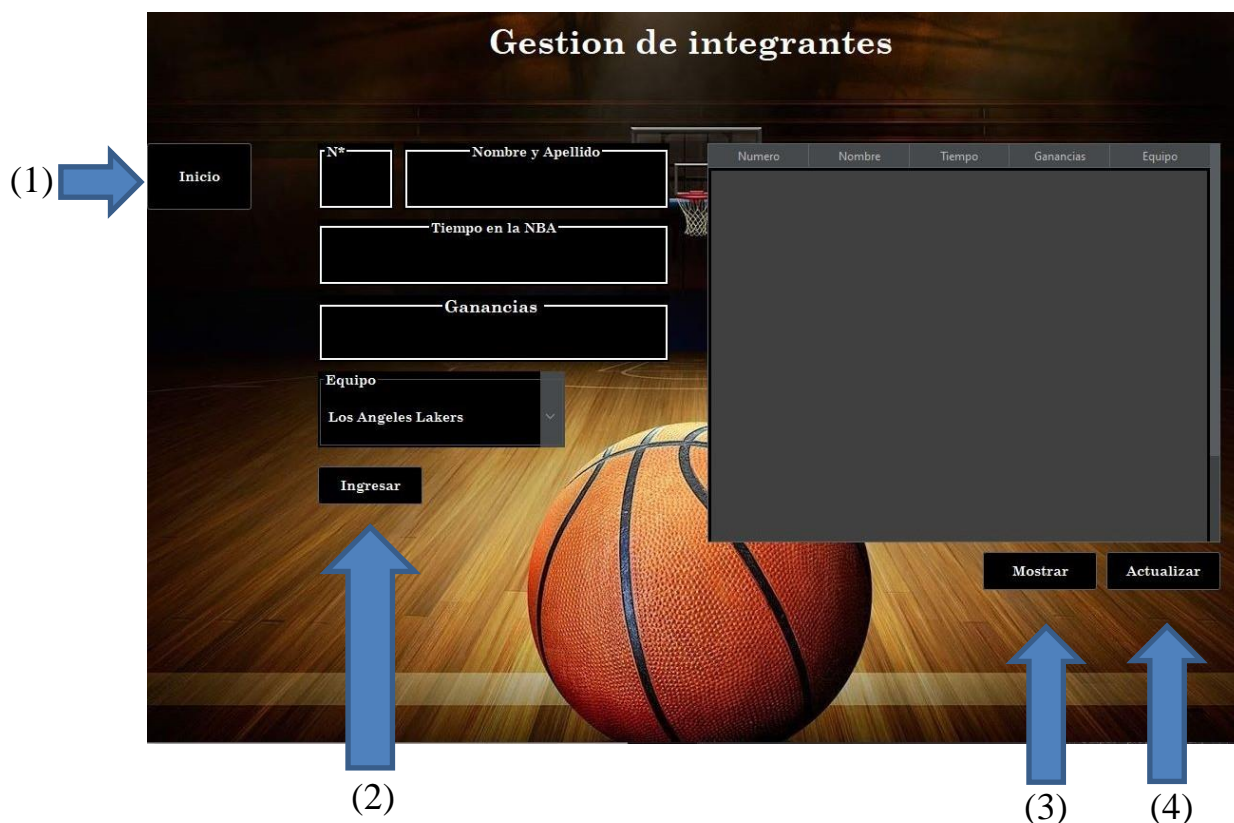 Gestion de integrantes
(1)
Inicio
N*
Nombre y Apellido
Tiempo en la NBA
Ganancias
Equipo
Los Angeles Lakers
Ingresar
Numero Nombre Tiempo Ganancias Equipo
Mostrar
Actualizar
(2)
(3)
(4)